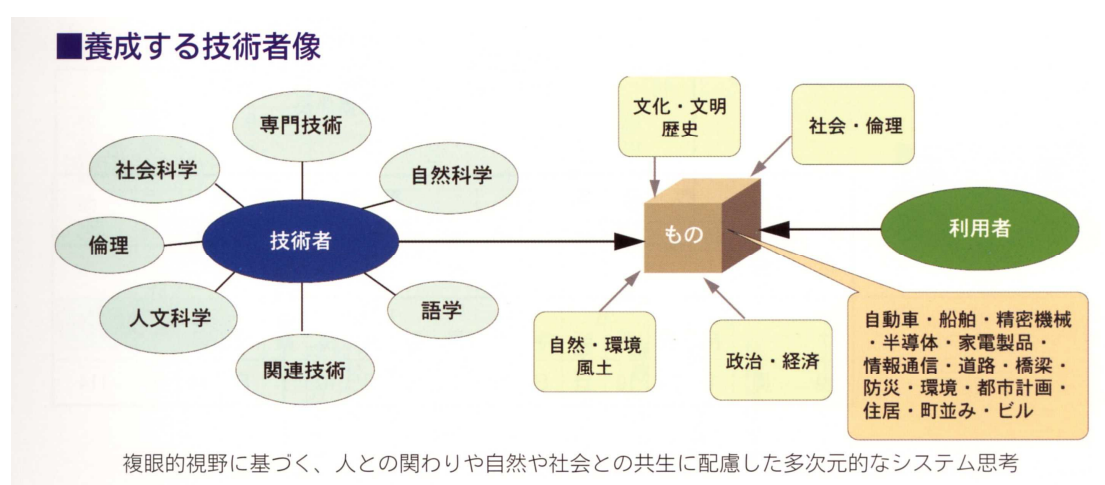 ■養成する技術者像
専門技術
社会科学
自然科学
倫理
技術者
人文科学
語学
関連技術
文化・文明
歴史
社会・倫理
もの
利用者
自然・環境
風土
政治・経済
自動車・船舶・精密機械
・半導体・家電製品・
情報通信・道路・橋梁・
防災・環境・都市計画・
住居・町並み・ビル
複眼的視野に基づく、人との関わりや自然や社会との共生に配慮した多次元的なシステム思考